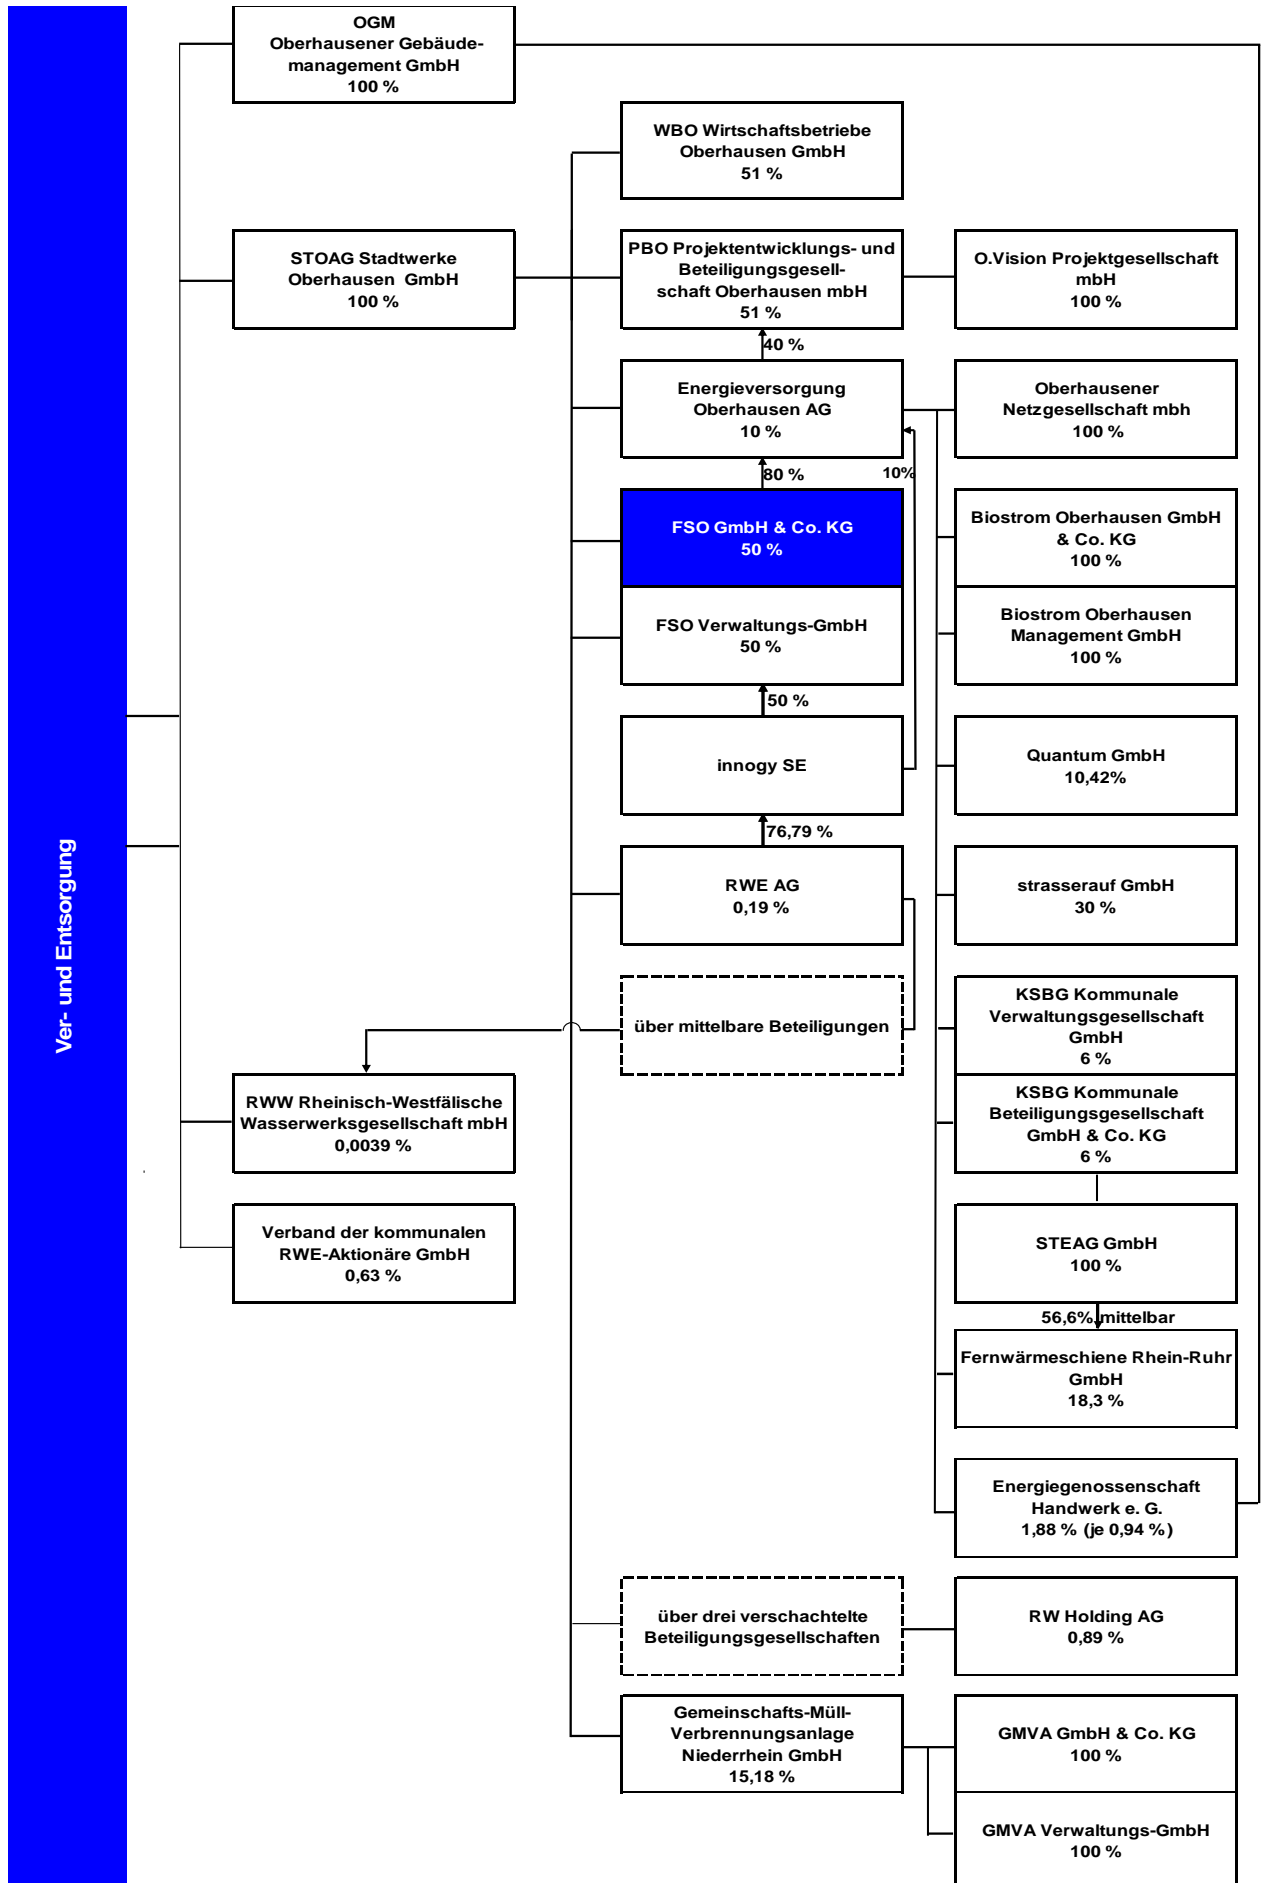 Ver- und Entsorgung
OGM
Oberhausener Gebäude-
management GmbH
100 %
WBO Wirtschaftsbetriebe
Oberhausen GmbH
51 %
STOAG Stadtwerke
Oberhausen GmbH
100 %
PBO Projektentwicklungs- und
Beteiligungsgesell-
schaft Oberhausen mbH
51 %
O.Vision Projektgesellschaft
mbH
100 %
40 %
Energieversorgung
Oberhausen AG
10 %
Oberhausener
Netzgesellschaft mbh
100 %
80 %
10%
FSO GmbH & Co. KG
50 %
Biostrom Oberhausen GmbH
& Co. KG
100 %
FSO Verwaltungs-GmbH
50 %
Biostrom Oberhausen
Management GmbH
100 %
50 %
innogy SE
Quantum GmbH
10,42%
76,79 %
RWE AG
0,19 %
strasserauf GmbH
30 %
über mittelbare Beteiligungen
KSBG Kommunale
Verwaltungsgesellschaft
GmbH
6 %
RWW Rheinisch-Westfälische
Wasserwerksgesellschaft mbH
0,0039 %
KSBG Kommunale
Beteiligungsgesellschaft
GmbH & Co. KG
6 %
Verband der kommunalen
RWE-Aktionäre GmbH
0,63 %
STEAG GmbH
100 %
56,6% mittelbar
Fernwärmeschiene Rhein-Ruhr
GmbH
18,3 %
Energiegenossenschaft
Handwerk e. G.
1,88 % (je 0,94 %)
über drei verschachtelte
Beteiligungsgesellschaften
RW Holding AG
0,89 %
Gemeinschafts-Müll-
Verbrennungsanlage
Niederrhein GmbH
15,18 %
GMVA GmbH & Co. KG
100 %
GMVA Verwaltungs-GmbH
100 %